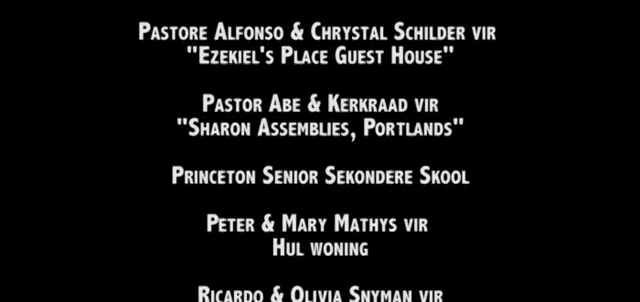 Pastore Alfonso & Chrystal Schilder vir
"Ezekiel's Place Guest House"
Pastor Abe & Kerkraad vir
"Sharon Assemblies, Portlands"
Princeton Senior Sekondere Skool
Peter & Mary Mathys vir
Hul woning
Ricardo & Olivia Snyman vir